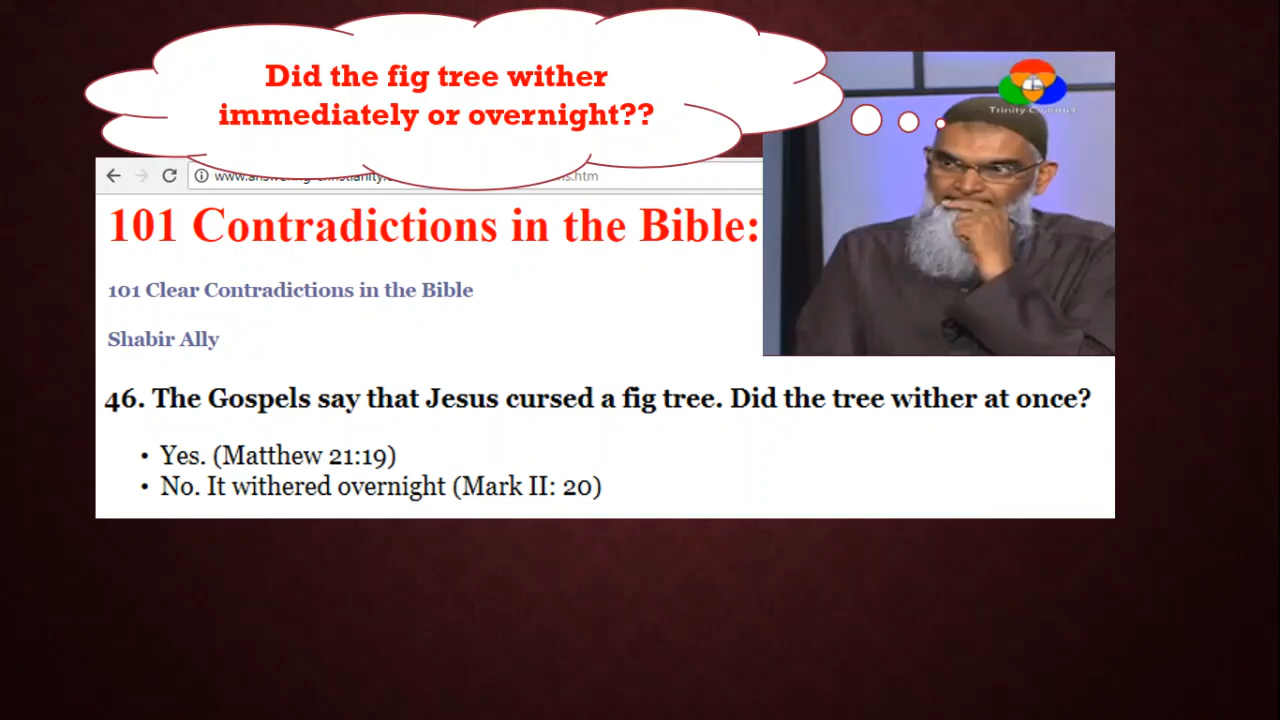 Did the fig tree wither
immediately or overnight??
Trinity Channel
101 Contradictions in the Bible:
101 Clear Contradictions in the Bible
Shabir Ally
46. The Gospels say that Jesus cursed a fig tree. Did the tree wither at once?
• Yes. (Matthew 21:19)
• No. It withered overnight (Mark II: 20)